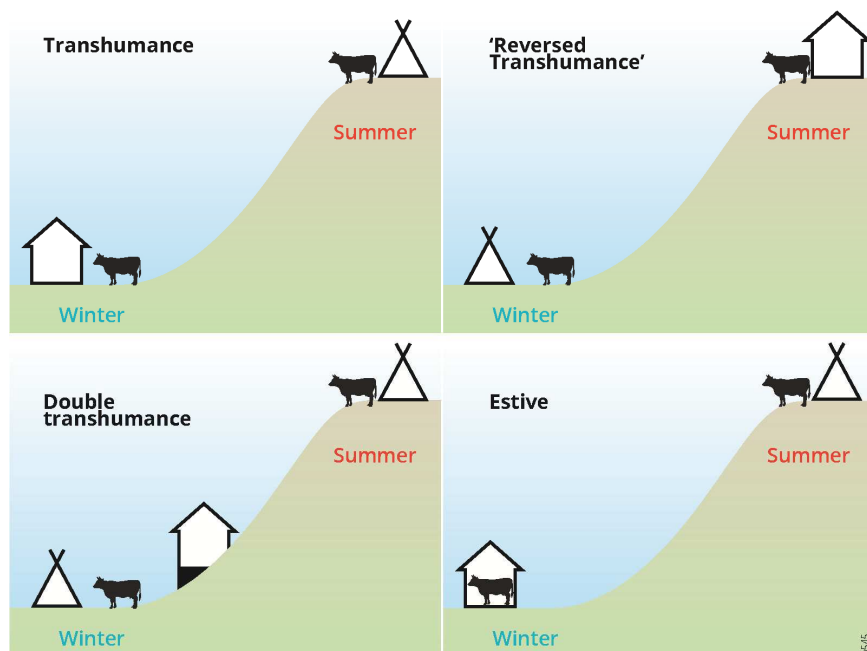 Transhumance
Summer
Winter
‘Reversed
Transhumance’
Summer
Winter
Double
transhumance
Summer
Winter
Estive
Summer
Winter